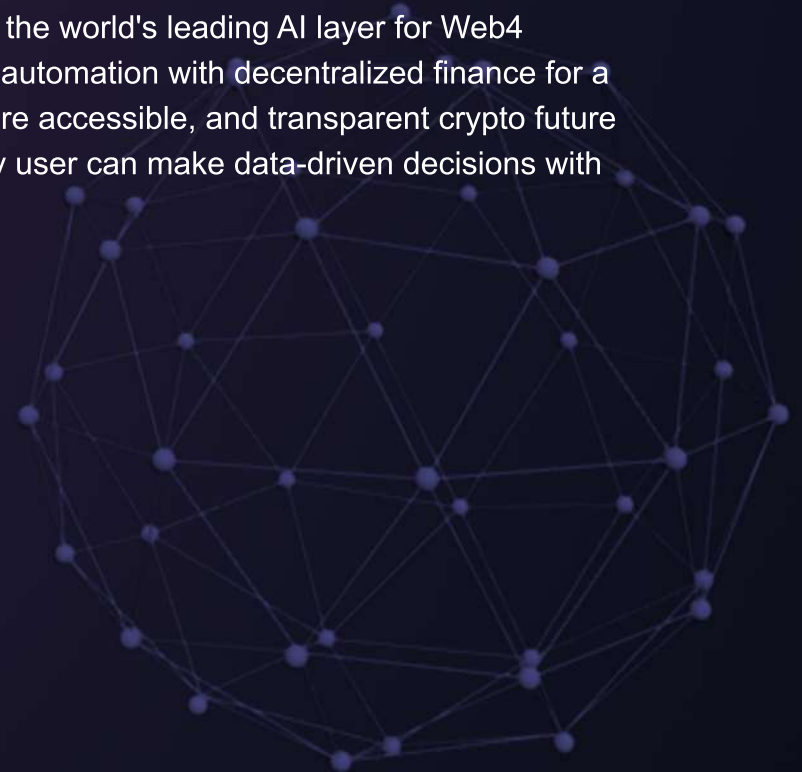 the world's leading AI layer for Web4
automation with decentralized finance for a
re accessible, and transparent crypto future
y user can make data-driven decisions with